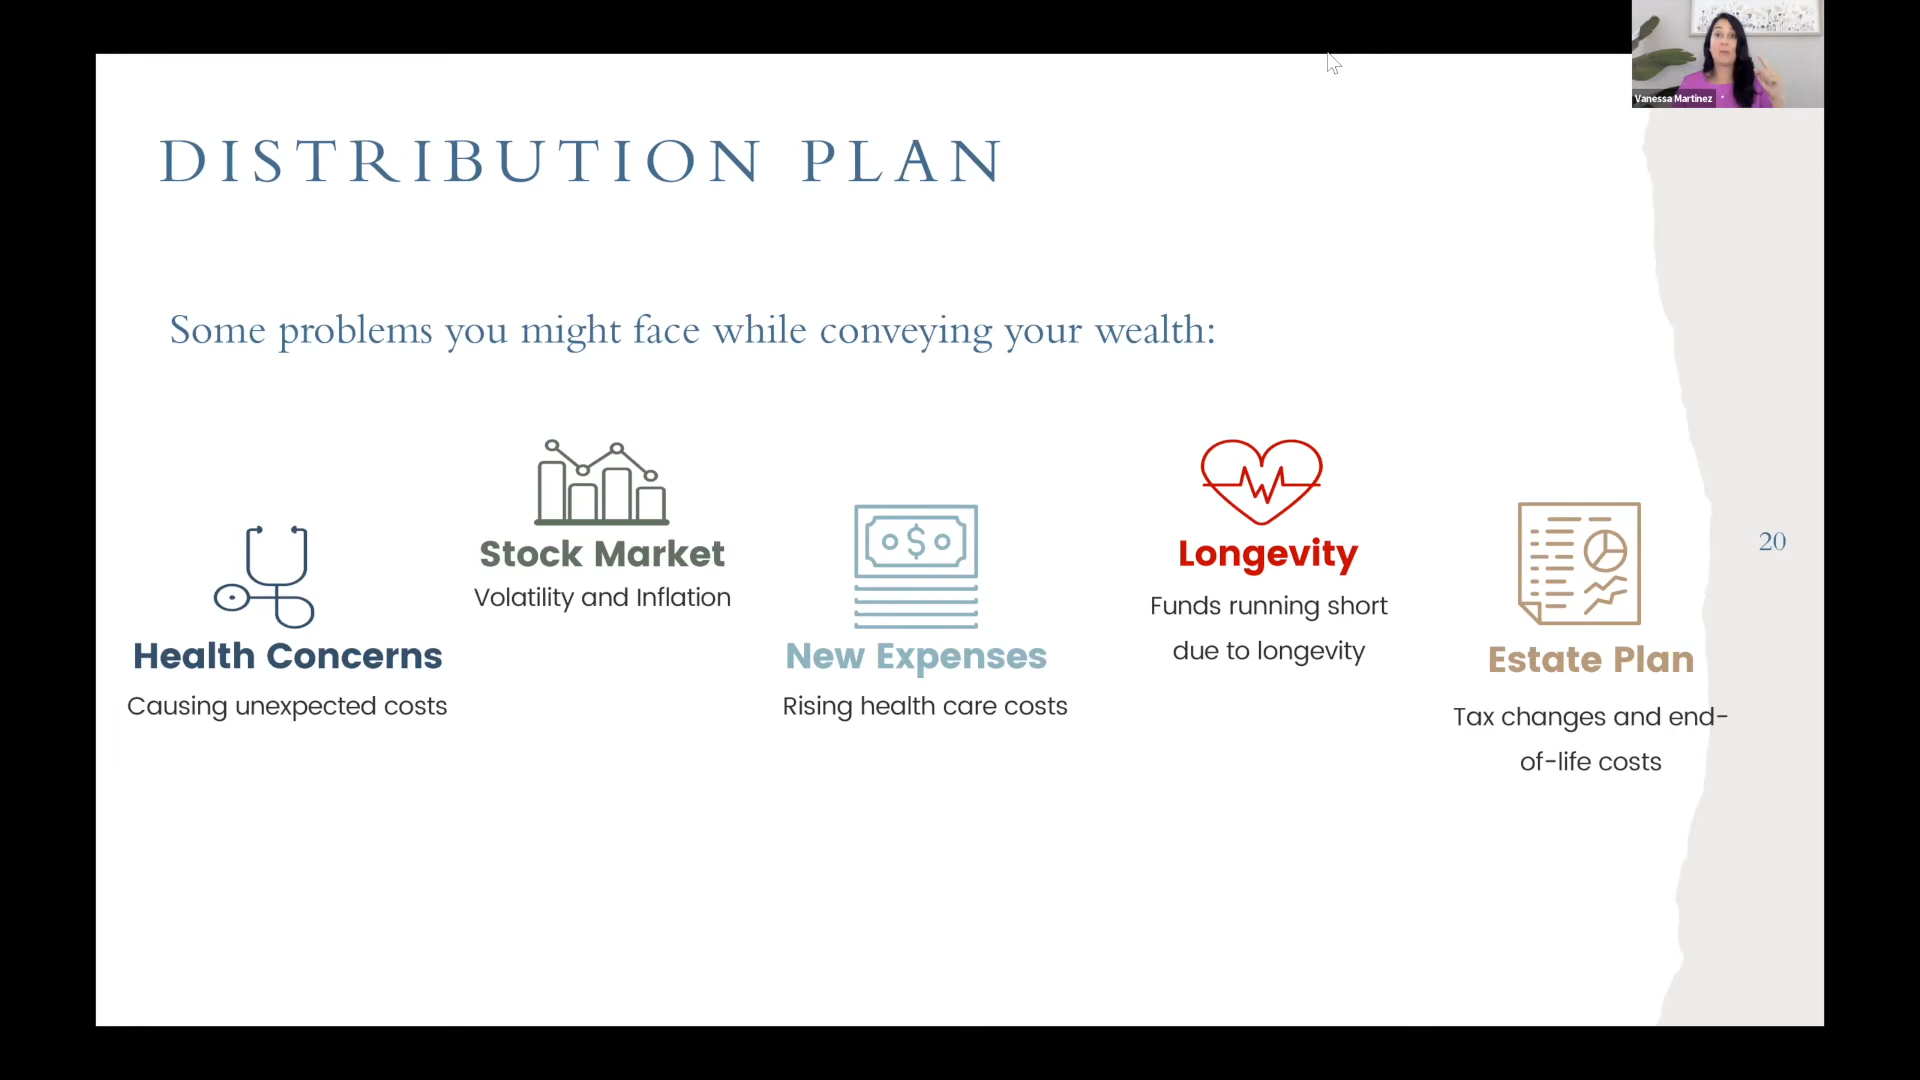 Vanessa Martinez
DISTRIBUTION PLAN
Some problems you might face while conveying your wealth:
Health Concerns
Causing unexpected costs
Stock Market
Volatility and Inflation
$
New Expenses
Rising health care costs
Longevity
Funds running short
due to longevity
Estate Plan
Tax changes and end-
of-life costs
20